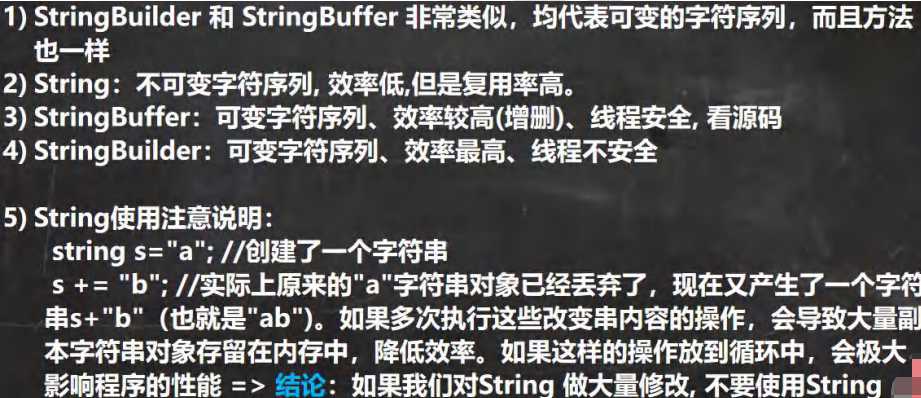 1) StringBuilder 和 StringBuffer 非常类似，均代表可变的字符序列，而且方法
也一样
2) String：不可变字符序列, 效率低,但是复用率高。
3) StringBuffer：可变字符序列、效率较高(增删)、线程安全, 看源码
4) StringBuilder：可变字符序列、效率最高、线程不安全
5) String使用注意说明：
string s="a"; //创建了一个字符串
s += "b"; //实际上原来的"a"字符串对象已经丢弃了，现在又产生了一个字符
串s+"b"（也就是"ab")。如果多次执行这些改变串内容的操作，会导致大量副
本字符串对象存留在内存中，降低效率。如果这样的操作放到循环中，会极大
影响程序的性能 => 结论：如果我们对String 做大量修改, 不要使用String